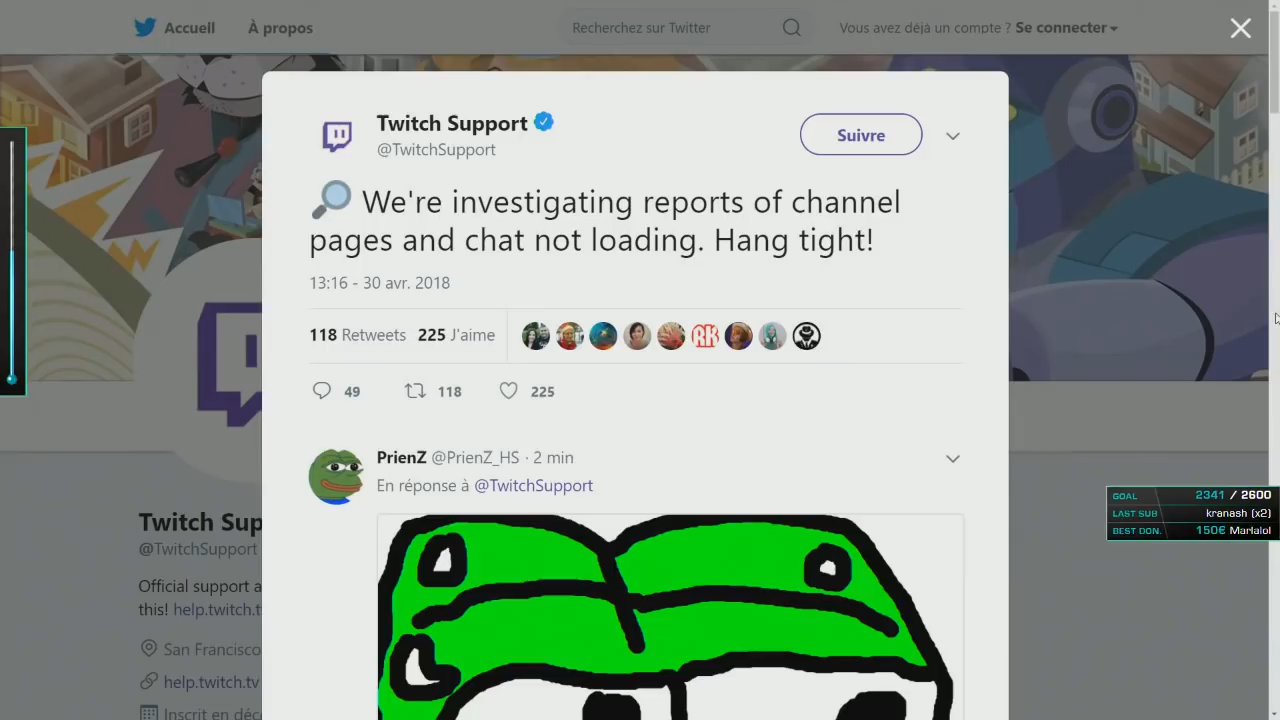 Accueil
À propos
Recherchez sur Twitter
Vous avez déjà un compte ? Se connecter
Twitch Support
@TwitchSupport
Suivre
We're investigating reports of channel
pages and chat not loading. Hang tight!
13:16 - 30 avr. 2018
118 Retweets 225 J'aime
RK
49 118 225
PrienZ @PrienZ_HS · 2 min
En réponse à @TwitchSupport
Twitch Sup
@TwitchSupport
Official support a
this! help.twitch.t
San Francisco
help.twitch.tv
Inscrit en déc
GOAL 2341 / 2600
LAST SUB kranash (x2)
BEST DON. 150€ Marlalol